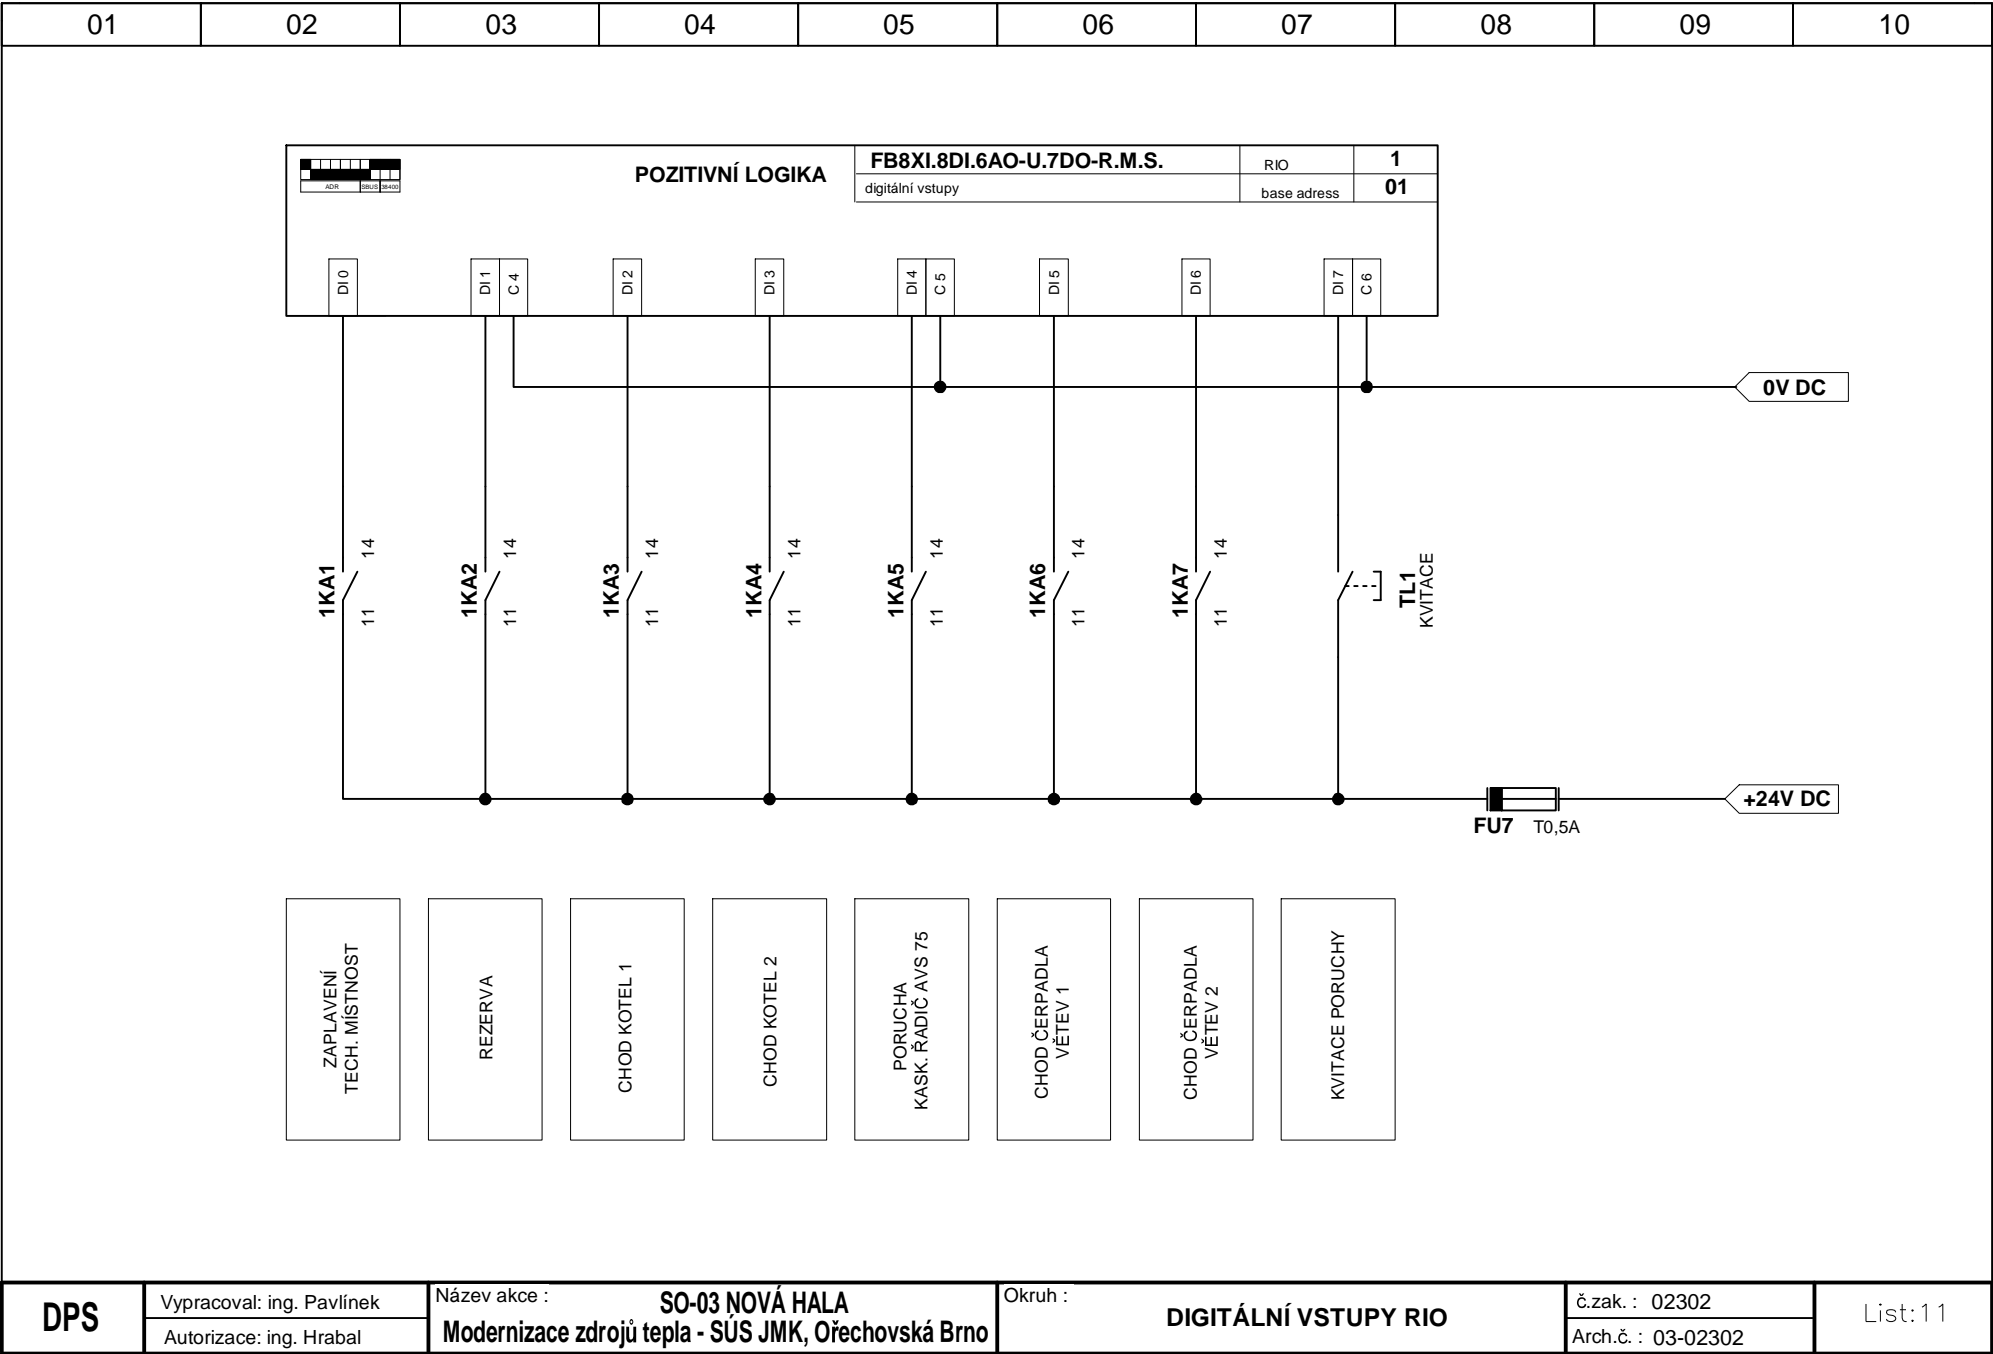 01 02 03 04 05 06 07 08 09 10
POZITIVNÍ LOGIKA
FB8XI.8DI.6AO-U.7DO-R.M.S.
RIO
1
digitální vstupy
base adress
01
ADR SBUS 38400
DI 0
DI 1
C 4
DI 2
DI 3
DI 4
C 5
DI 5
DI 6
DI 7
C 6
0V DC
1KA1
14
11
1KA2
14
11
1KA3
14
11
1KA4
14
11
1KA5
14
11
1KA6
14
11
1KA7
14
11
TL1
KVITACE
+24V DC
FU7 T0,5A
ZAPLAVENÍ
TECH. MÍSTNOST
REZERVA
CHOD KOTEL 1
CHOD KOTEL 2
PORUCHA
KASK. ŘADIČ AVS 75
CHOD ČERPADLA
VĚTEV 1
CHOD ČERPADLA
VĚTEV 2
KVITACE PORUCHY
DPS
Vypracoval: ing. Pavlínek
Autorizace: ing. Hrabal
Název akce :
SO-03 NOVÁ HALA
Modernizace zdrojů tepla - SÚS JMK, Ořechovská Brno
Okruh :
DIGITÁLNÍ VSTUPY RIO
č.zak. : 02302
Arch.č. : 03-02302
List:11